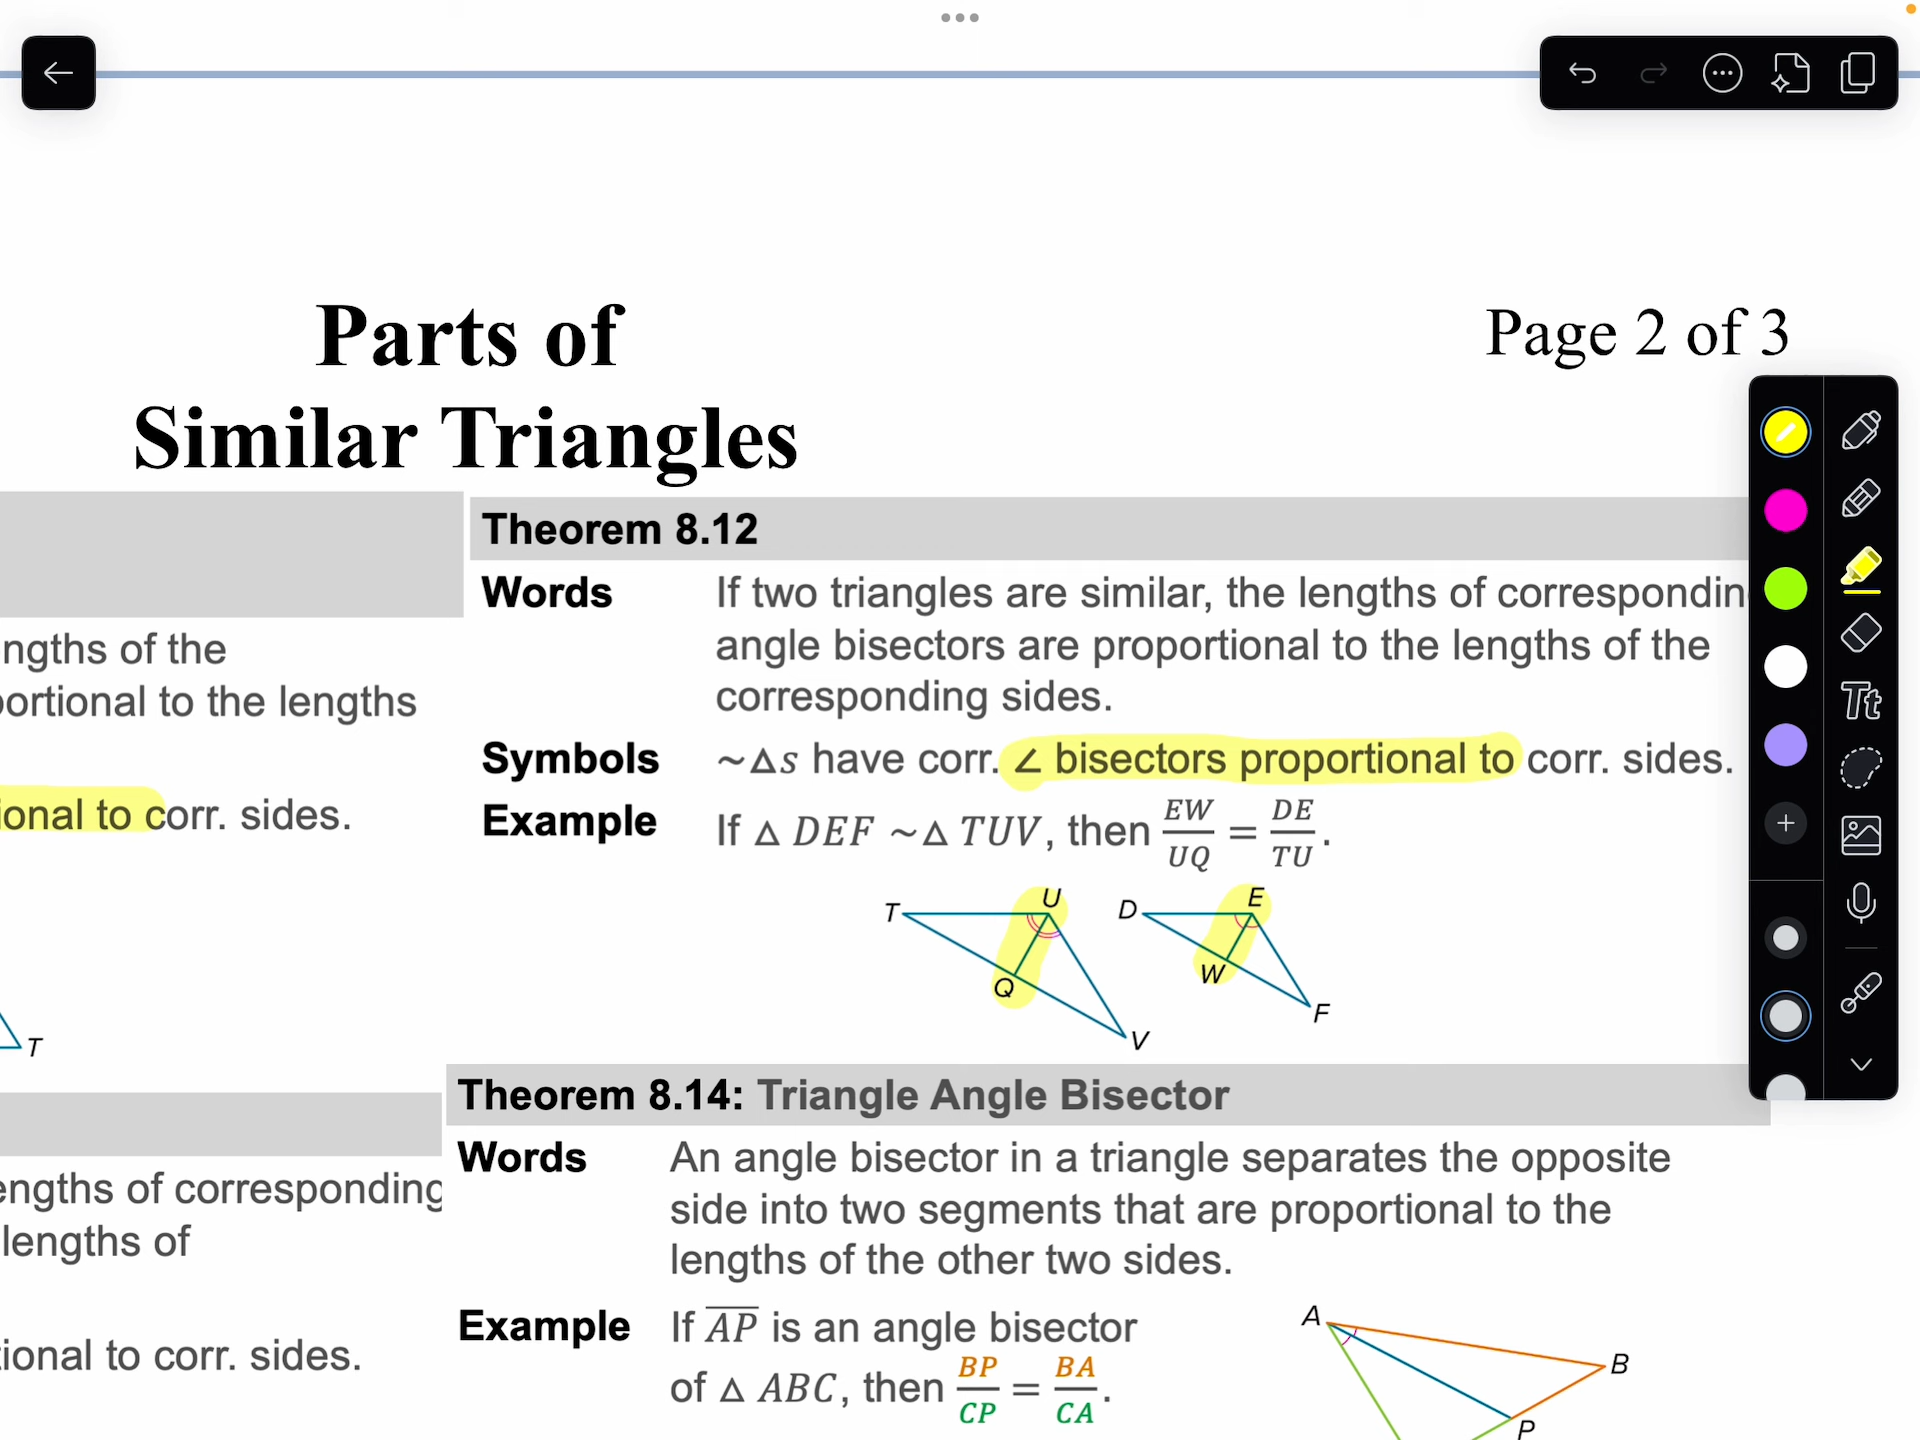 Parts of
Similar Triangles
Page 2 of 3
ngths of the
portional to the lengths
ional to corr. sides.
T
engths of corresponding
lengths of
tional to corr. sides.
Theorem 8.12
Words If two triangles are similar, the lengths of correspondin
angle bisectors are proportional to the lengths of the
corresponding sides.
Symbols ~△s have corr. ∠ bisectors proportional to corr. sides.
Example If △ DEF ~△ TUV, then EW/UQ = DE/TU.
T U Q V
D E W F
Theorem 8.14: Triangle Angle Bisector
Words An angle bisector in a triangle separates the opposite
side into two segments that are proportional to the
lengths of the other two sides.
Example If A̅P̅ is an angle bisector
of △ ABC, then BP/CP = BA/CA.
A B P
Tt